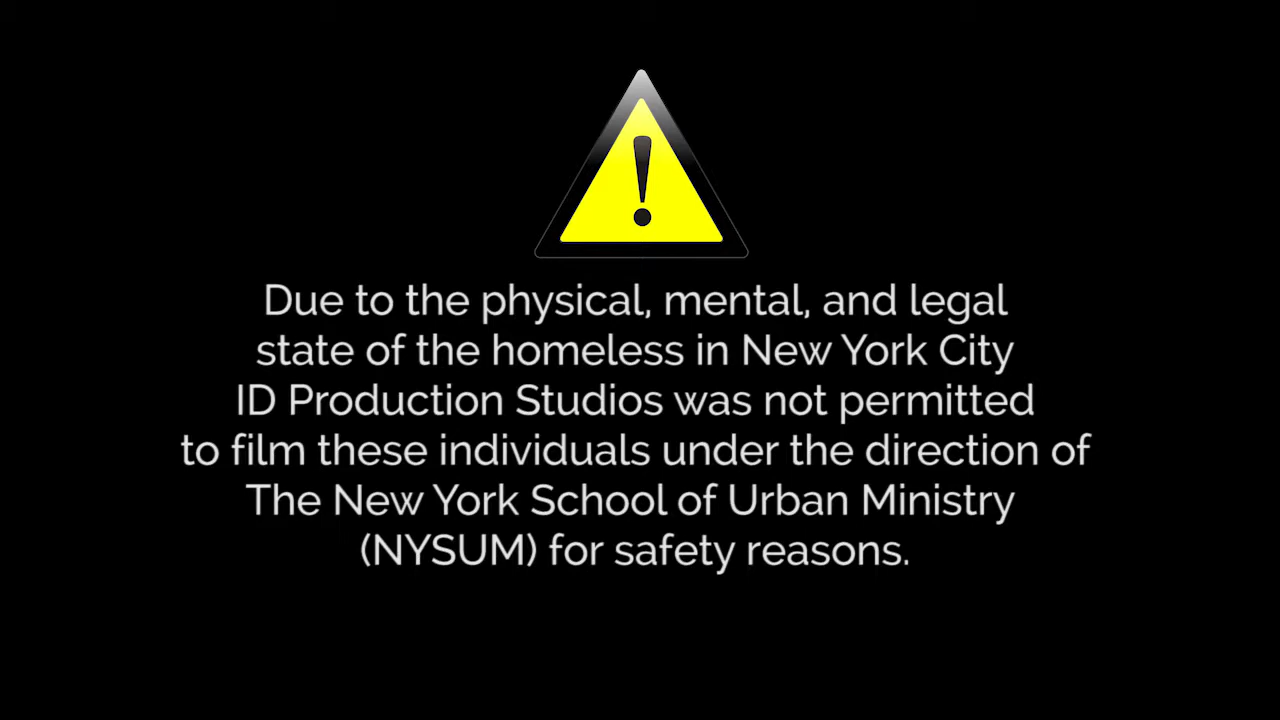 Due to the physical, mental, and legal
state of the homeless in New York City
ID Production Studios was not permitted
to film these individuals under the direction of
The New York School of Urban Ministry
(NYSUM) for safety reasons.